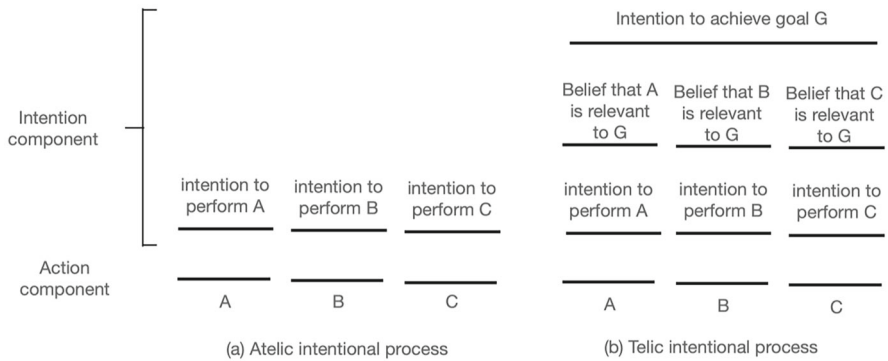 Intention to achieve goal G
Intention
component
Belief that A
is relevant
to G
Belief that B
is relevant
to G
Belief that C
is relevant
to G
intention to
perform A
intention to
perform B
intention to
perform C
intention to
perform A
intention to
perform B
intention to
perform C
Action
component
A
B
C
A
B
C
(a) Atelic intentional process
(b) Telic intentional process